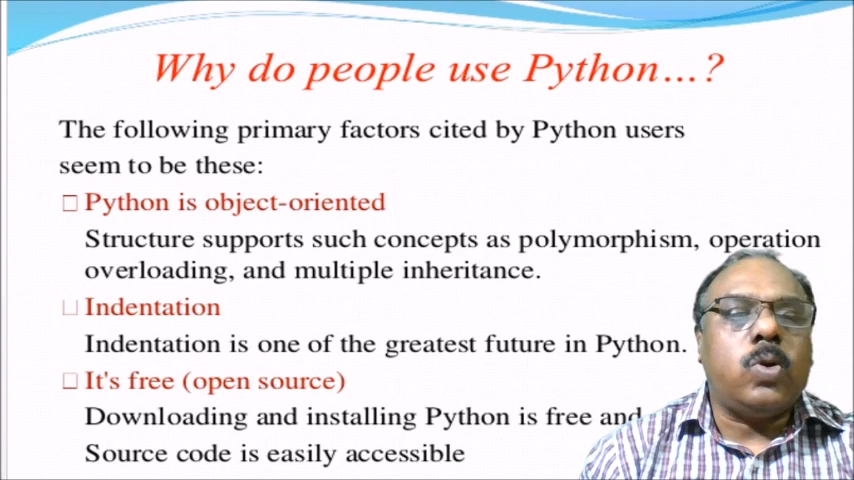 Why do people use Python…?
The following primary factors cited by Python users
seem to be these:
Python is object-oriented
Structure supports such concepts as polymorphism, operation
overloading, and multiple inheritance.
Indentation
Indentation is one of the greatest future in Python.
It's free (open source)
Downloading and installing Python is free and
Source code is easily accessible